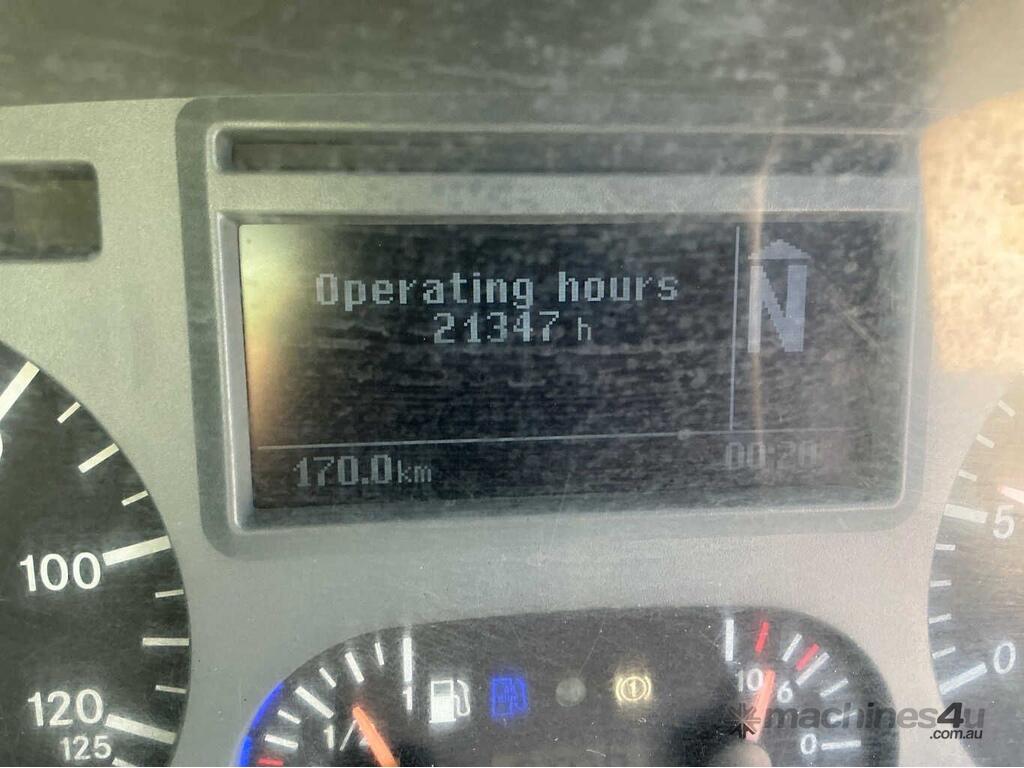 Operating hours
21347 h
N
170.0km
00:20
100
120
125
1/2
1
10
6
0
5
0
machines4u
.com.au